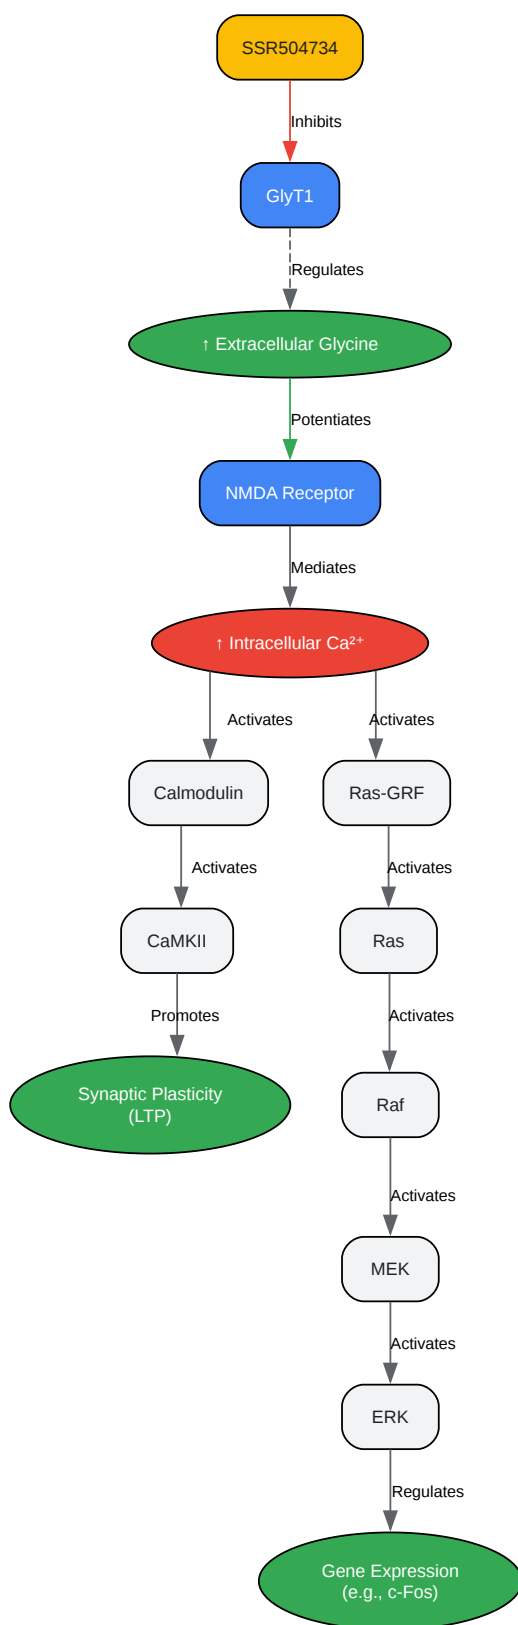 SSR504734
Inhibits
GlyT1
Regulates
↑ Extracellular Glycine
Potentiates
NMDA Receptor
Mediates
↑ Intracellular Ca²⁺
Activates
Activates
Calmodulin
Ras-GRF
Activates
Activates
CaMKII
Ras
Promotes
Activates
Synaptic Plasticity
(LTP)
Raf
Activates
MEK
Activates
ERK
Regulates
Gene Expression
(e.g., c-Fos)